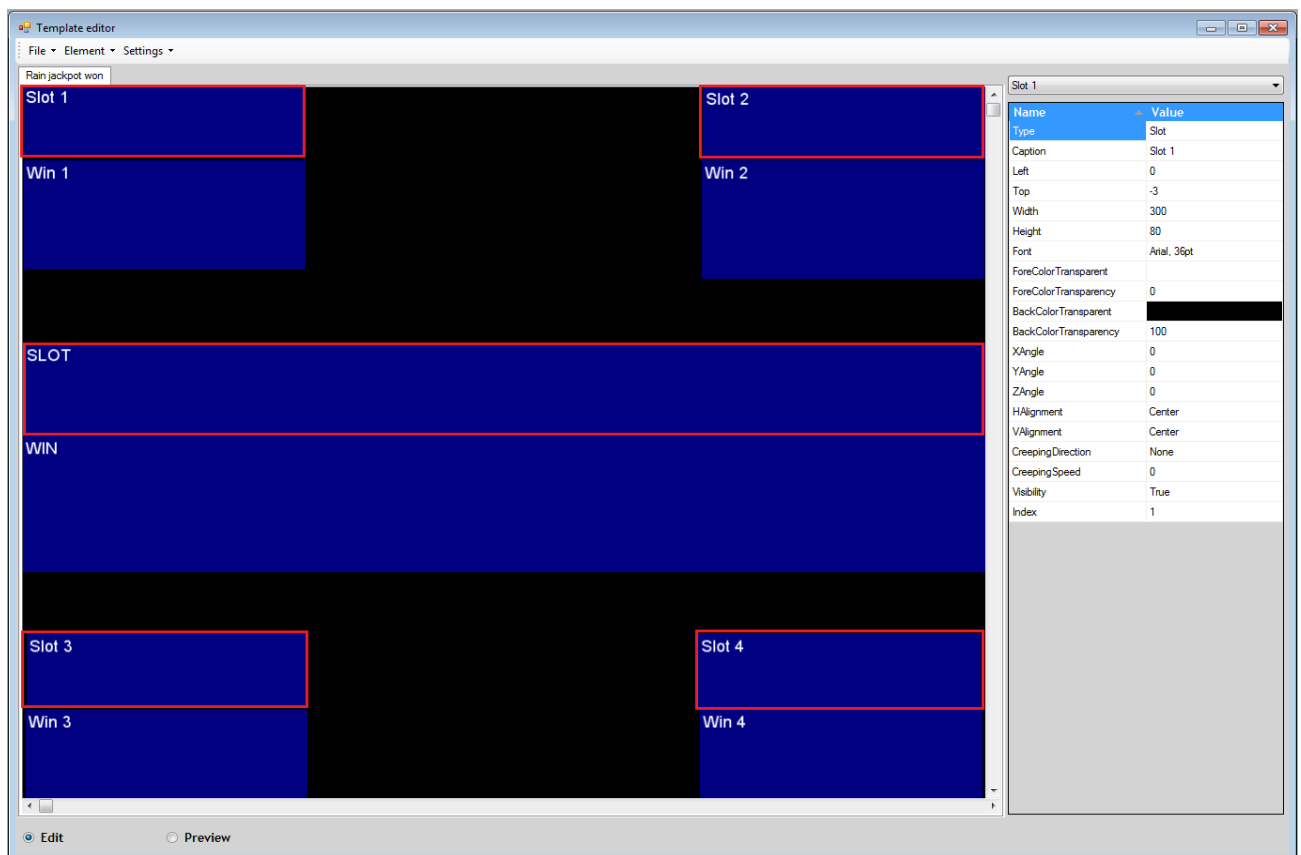 Template editor
File Element Settings
Rain jackpot won
Slot 1
Slot 2
Win 1
Win 2
SLOT
WIN
Slot 3
Slot 4
Win 3
Win 4
Slot 1
Name Value
Type Slot
Caption Slot 1
Left 0
Top -3
Width 300
Height 80
Font Arial, 36pt
ForeColorTransparent
ForeColorTransparency 0
BackColorTransparent
BackColorTransparency 100
XAngle 0
YAngle 0
ZAngle 0
HAlignment Center
VAlignment Center
CreepingDirection None
CreepingSpeed 0
Visibility True
Index 1
Edit Preview